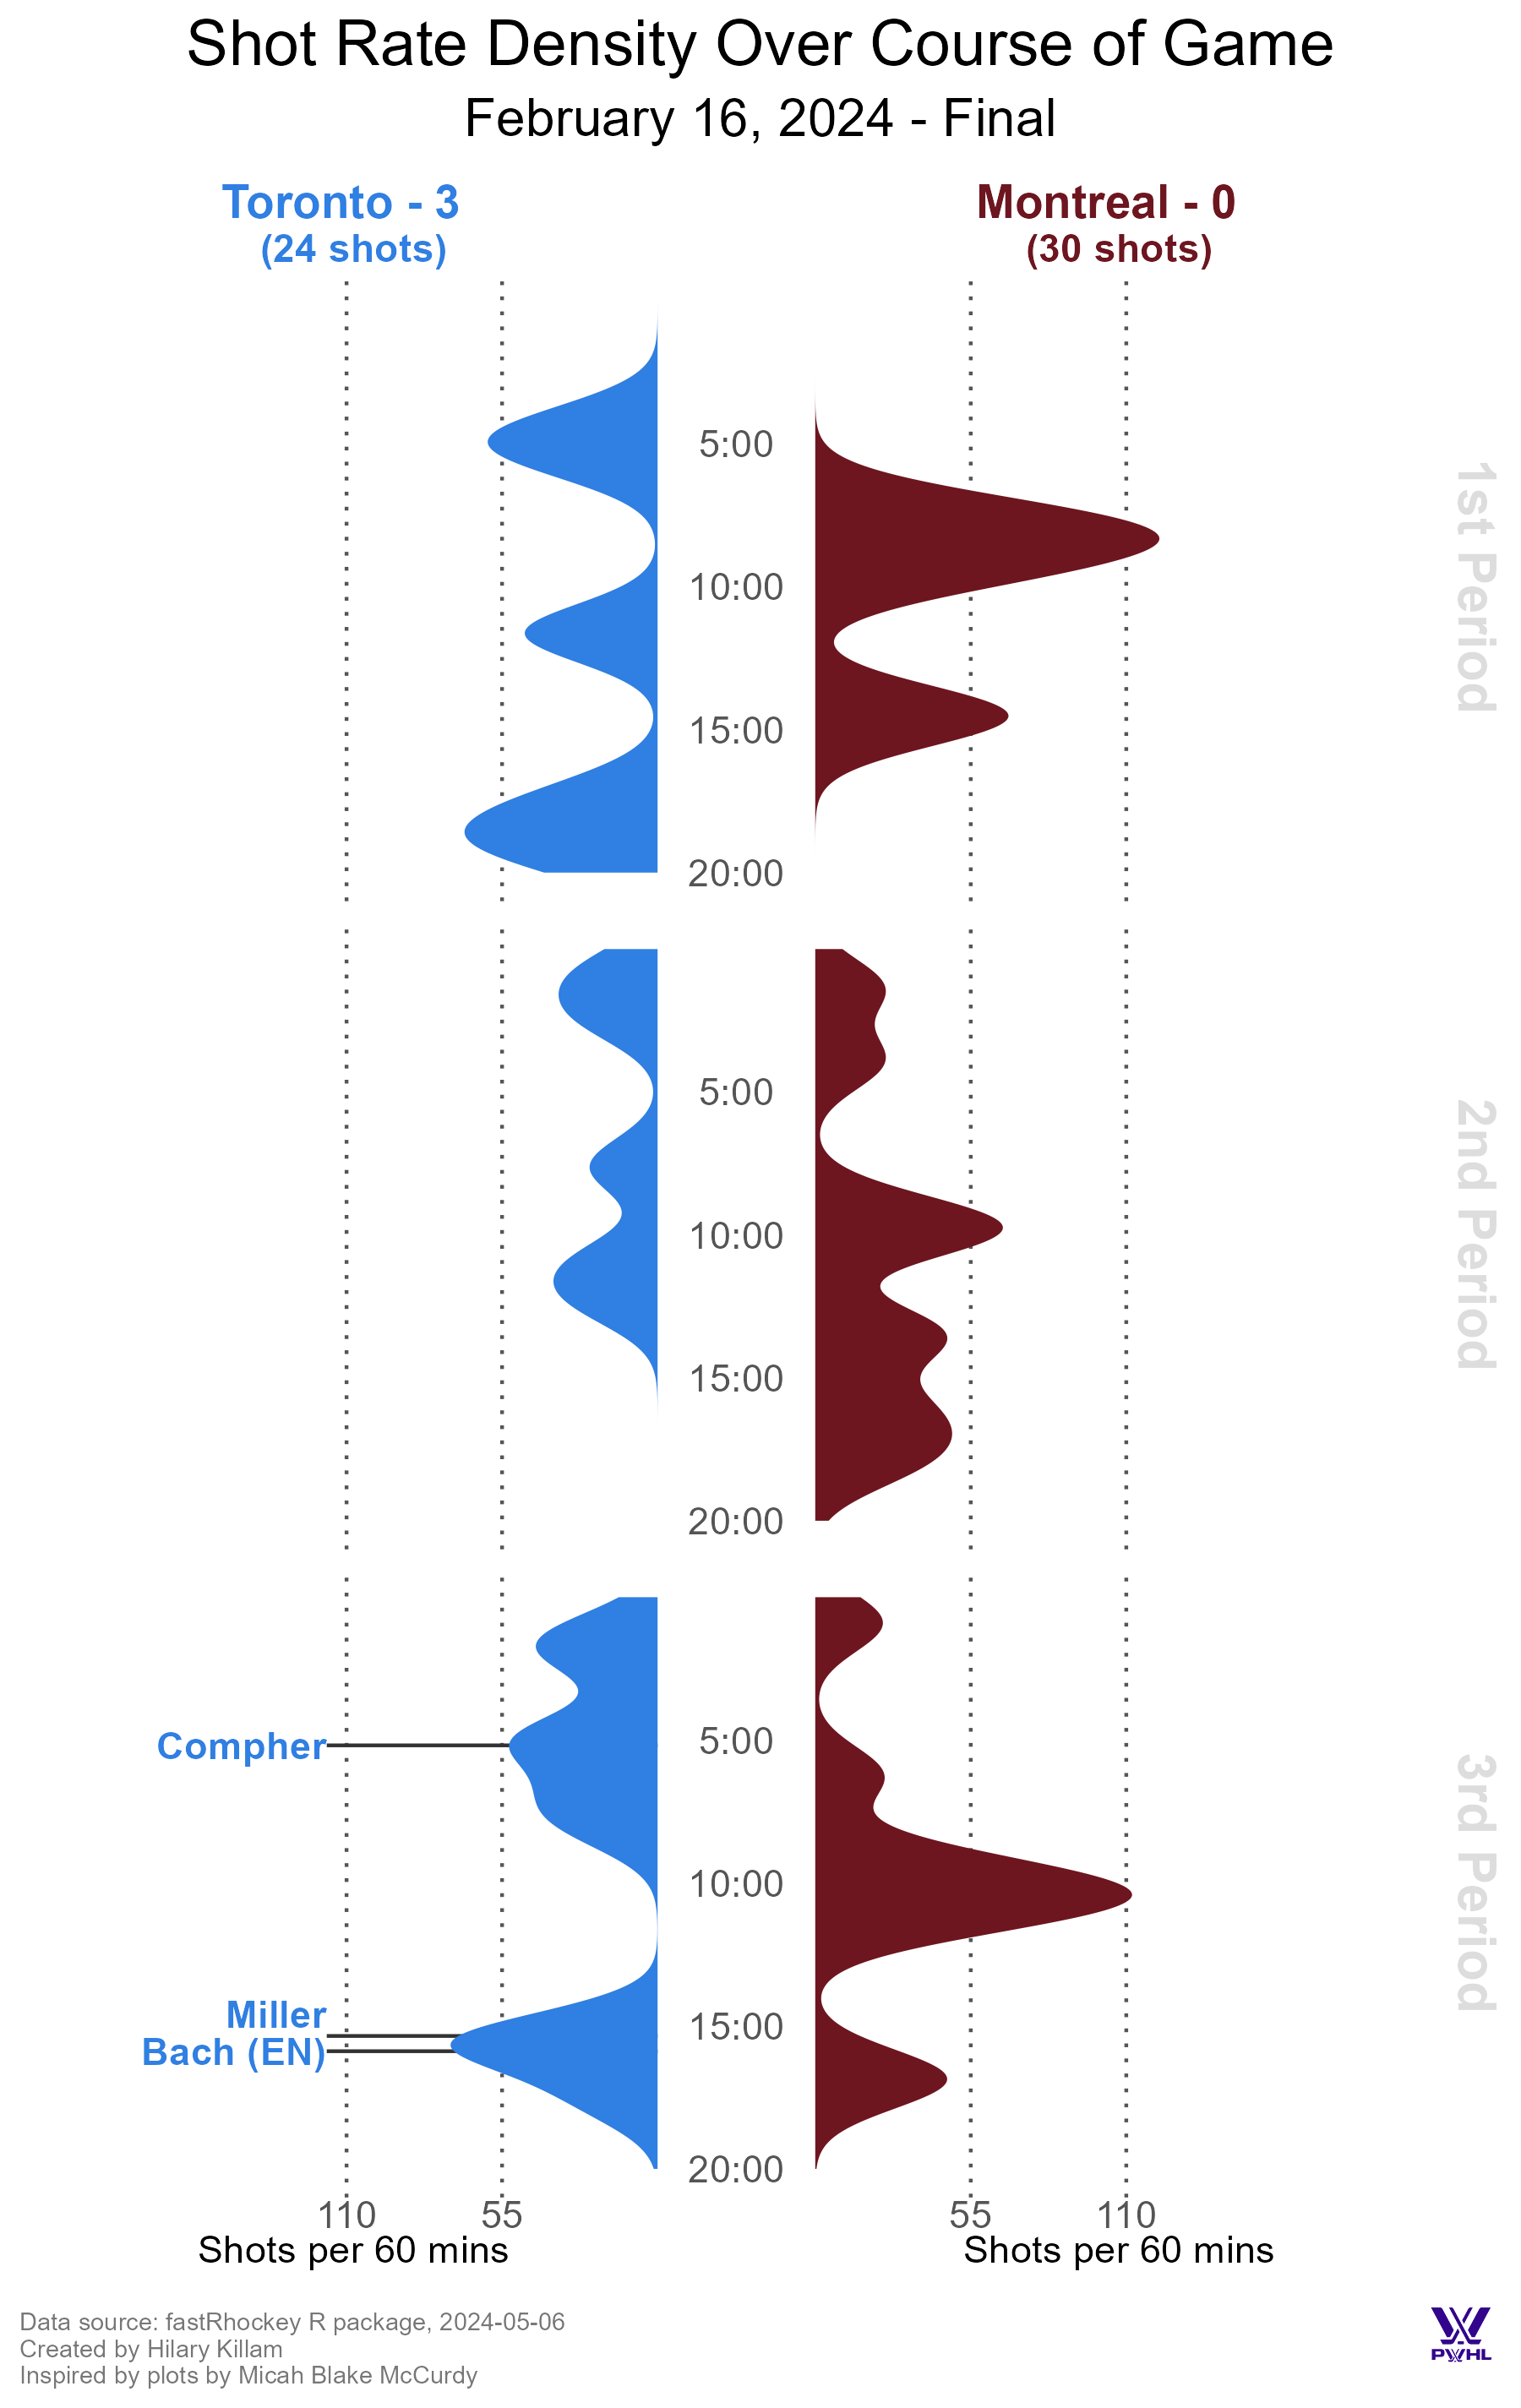 Shot Rate Density Over Course of Game
February 16, 2024 - Final
Toronto - 3
(24 shots)
Montreal - 0
(30 shots)
5:00
10:00
15:00
20:00
1st Period
5:00
10:00
15:00
20:00
2nd Period
Compher
Miller
Bach (EN)
5:00
10:00
15:00
20:00
3rd Period
110
55
55
110
Shots per 60 mins
Shots per 60 mins
Data source: fastRhockey R package, 2024-05-06
Created by Hilary Killam
Inspired by plots by Micah Blake McCurdy
PWHL